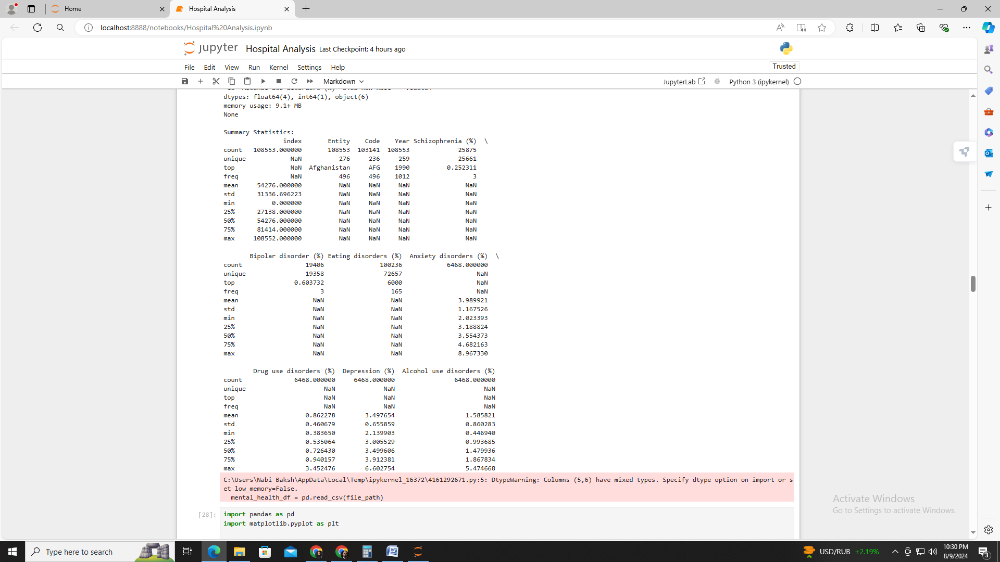 Home
Hospital Analysis
localhost:8888/notebooks/Hospital%20Analysis.ipynb
jupyter Hospital Analysis Last Checkpoint: 4 hours ago
File Edit View Run Kernel Settings Help
Trusted
Markdown
JupyterLab
Python 3 (ipykernel)
dtypes: float64(4), int64(1), object(6)
memory usage: 9.1+ MB
None
Summary Statistics:
index Entity Code Year Schizophrenia (%) \
count 108553.000000 108553 103141 108553 25875
unique NaN 276 236 259 25661
top NaN Afghanistan AFG 1990 0.252311
freq NaN 496 496 1012 3
mean 54276.000000 NaN NaN NaN NaN
std 31336.696223 NaN NaN NaN NaN
min 0.000000 NaN NaN NaN NaN
25% 27138.000000 NaN NaN NaN NaN
50% 54276.000000 NaN NaN NaN NaN
75% 81414.000000 NaN NaN NaN NaN
max 108552.000000 NaN NaN NaN NaN
Bipolar disorder (%) Eating disorders (%) Anxiety disorders (%) \
count 19406 100236 6468.000000
unique 19358 72657 NaN
top 0.603732 6000 NaN
freq 3 165 NaN
mean NaN NaN 3.989921
std NaN NaN 1.167526
min NaN NaN 2.023393
25% NaN NaN 3.188824
50% NaN NaN 3.554373
75% NaN NaN 4.682163
max NaN NaN 8.967330
Drug use disorders (%) Depression (%) Alcohol use disorders (%)
count 6468.000000 6468.000000 6468.000000
unique NaN NaN NaN
top NaN NaN NaN
freq NaN NaN NaN
mean 0.862278 3.497654 1.585821
std 0.460679 0.655859 0.860283
min 0.383650 2.139903 0.446940
25% 0.535064 3.005529 0.993685
50% 0.726430 3.499606 1.479936
75% 0.940157 3.912381 1.867834
max 3.452476 6.602754 5.474668
C:\Users\Nabi Baksh\AppData\Local\Temp\ipykernel_16372\4161292671.py:5: DtypeWarning: Columns (5,6) have mixed types. Specify dtype option on import or s
et low_memory=False.
mental_health_df = pd.read_csv(file_path)
[28]: import pandas as pd
import matplotlib.pyplot as plt
Activate Windows
Go to Settings to activate Windows.
Type here to search
USD/RUB +2.19%
10:30 PM
8/9/2024
3